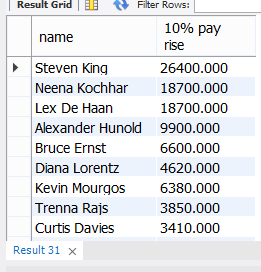 Result Grid Filter Rows:
name 10% pay rise
Steven King 26400.000
Neena Kochhar 18700.000
Lex De Haan 18700.000
Alexander Hunold 9900.000
Bruce Ernst 6600.000
Diana Lorentz 4620.000
Kevin Mourgos 6380.000
Trenna Rajs 3850.000
Curtis Davies 3410.000
Result 31 ×